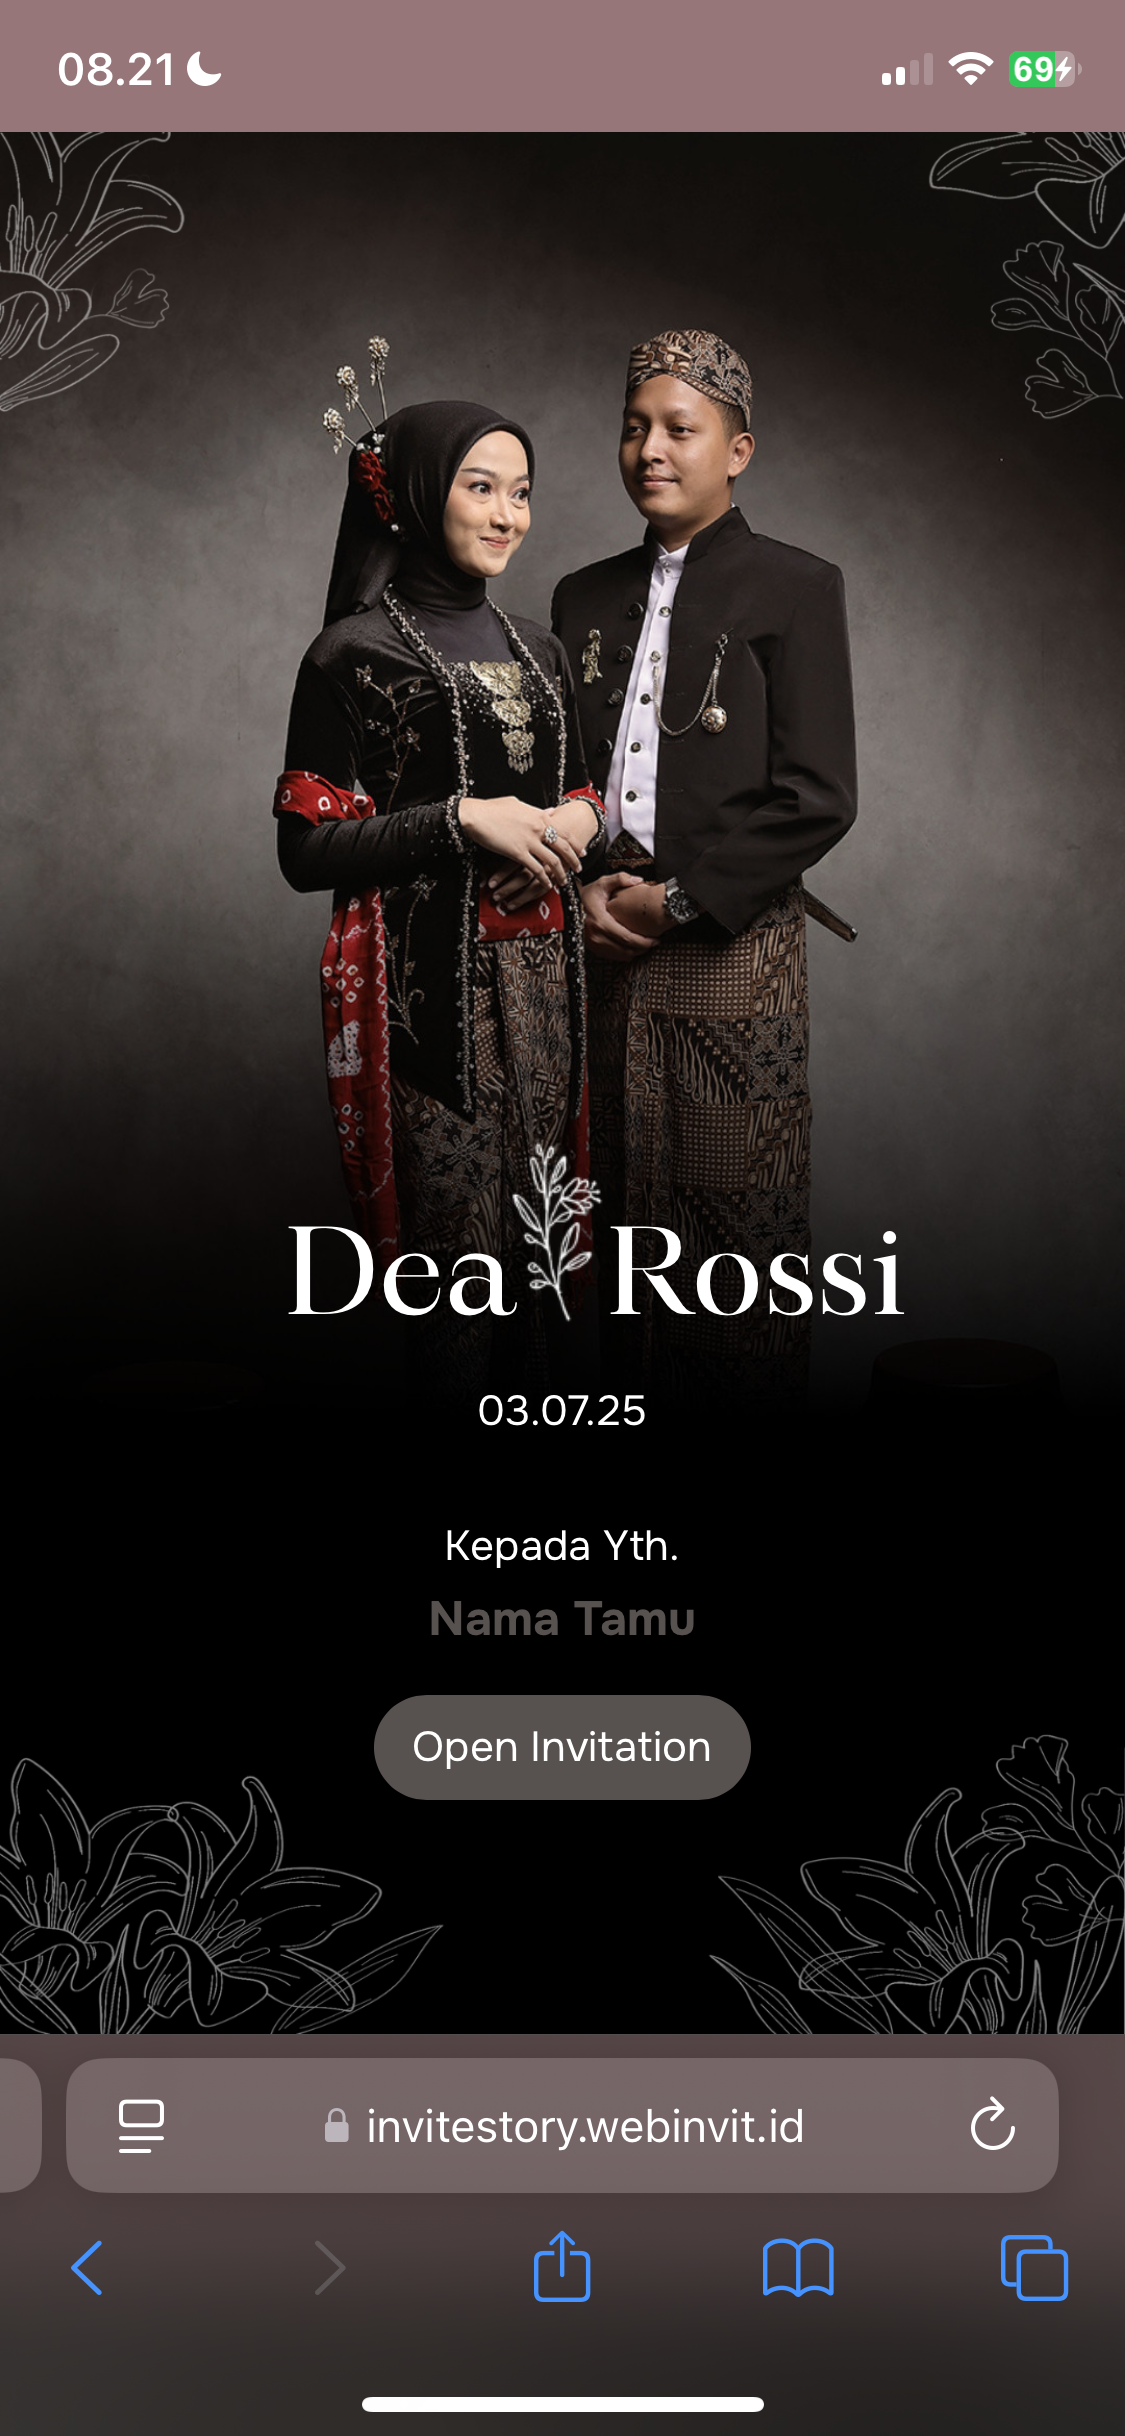 08.21
69
Dea Rossi
03.07.25
Kepada Yth.
Nama Tamu
Open Invitation
invitestory.webinvit.id